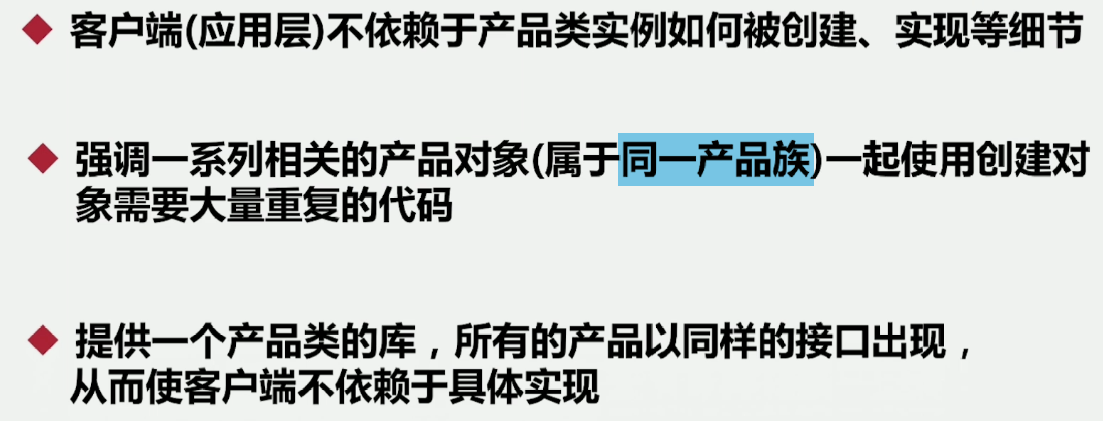 客户端(应用层)不依赖于产品类实例如何被创建、实现等细节
强调一系列相关的产品对象(属于同一产品族)一起使用创建对
象需要大量重复的代码
提供一个产品类的库，所有的产品以同样的接口出现，
从而使客户端不依赖于具体实现